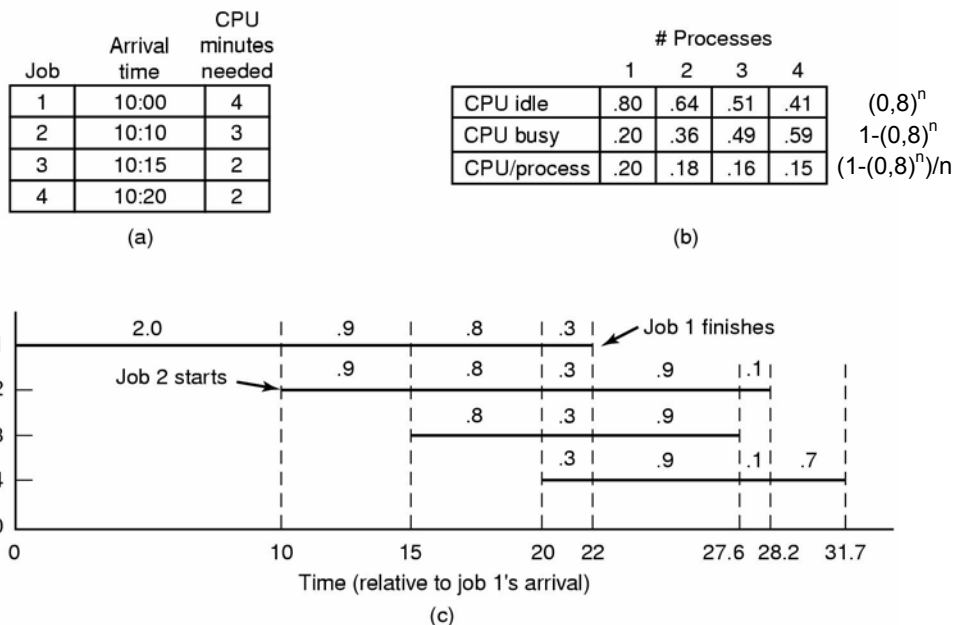 CPU
Arrival minutes
Job time needed
1 10:00 4
2 10:10 3
3 10:15 2
4 10:20 2
(a)
# Processes
1 2 3 4
CPU idle .80 .64 .51 .41 (0,8)ⁿ
CPU busy .20 .36 .49 .59 1-(0,8)ⁿ
CPU/process .20 .18 .16 .15 (1-(0,8)ⁿ)/n
(b)
2.0 .9 .8 .3 Job 1 finishes
Job 2 starts .9 .8 .3 .9 .1
2
.8 .3 .9
3
.3 .9 .1 .7
4
0
0 10 15 20 22 27.6 28.2 31.7
Time (relative to job 1's arrival)
(c)